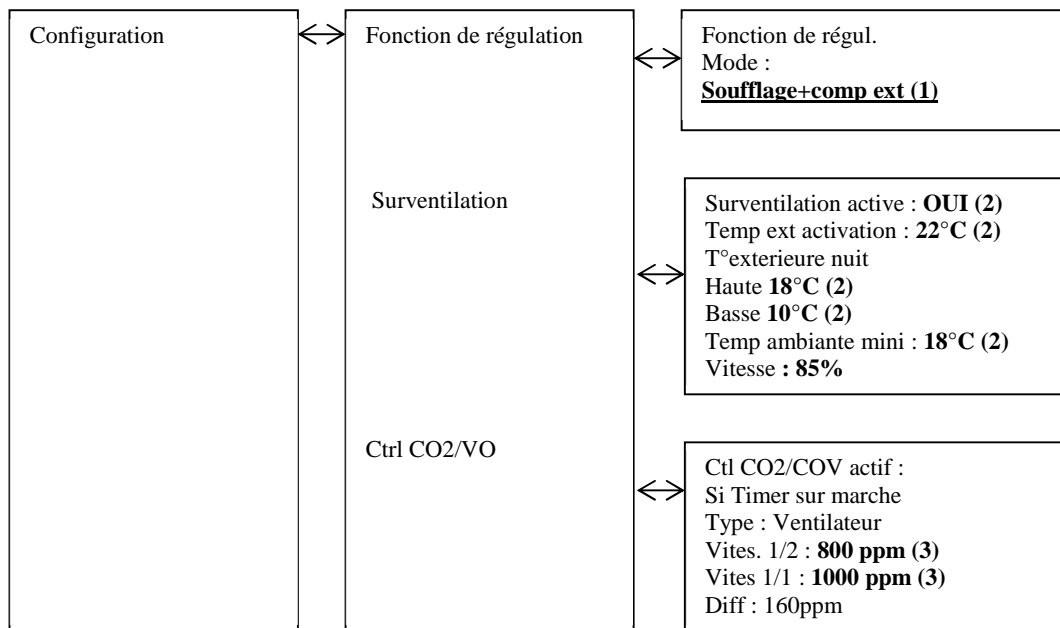 Configuration
Fonction de régulation
Fonction de régul.
Mode :
Soufflage+comp ext (1)
Surventilation
Surventilation active : OUI (2)
Temp ext activation : 22°C (2)
T°exterieure nuit
Haute 18°C (2)
Basse 10°C (2)
Temp ambiante mini : 18°C (2)
Vitesse : 85%
Ctrl CO2/VO
Ctl CO2/COV actif :
Si Timer sur marche
Type : Ventilateur
Vites. 1/2 : 800 ppm (3)
Vites 1/1 : 1000 ppm (3)
Diff : 160ppm